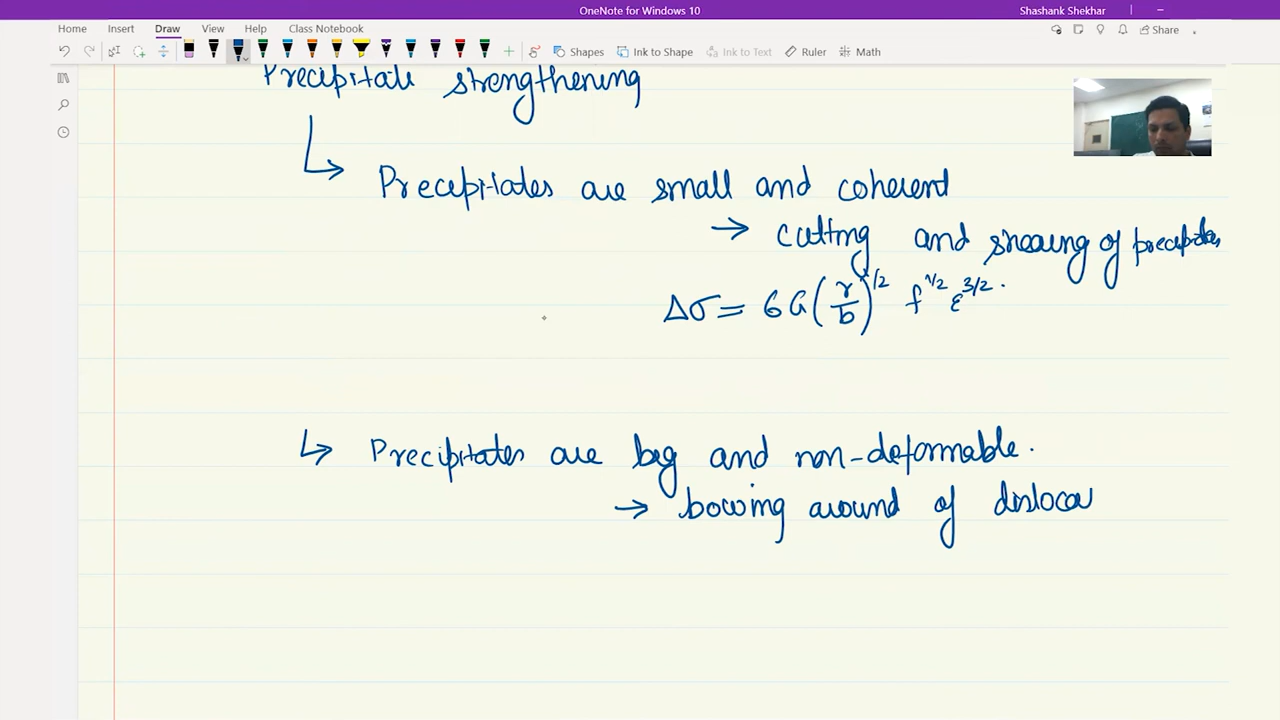 OneNote for Windows 10
Shashank Shekhar
Home Insert Draw View Help Class Notebook
Share
Shapes Ink to Shape Ink to Text Ruler Math
Precipitate strengthening
Precipitates are small and coherent
→ cutting and shearing of precipitates
Δσ = 6G(r/b)^1/2 f^1/2 ε^3/2.
Precipitates are big and non-deformable.
→ bowing around of disloca